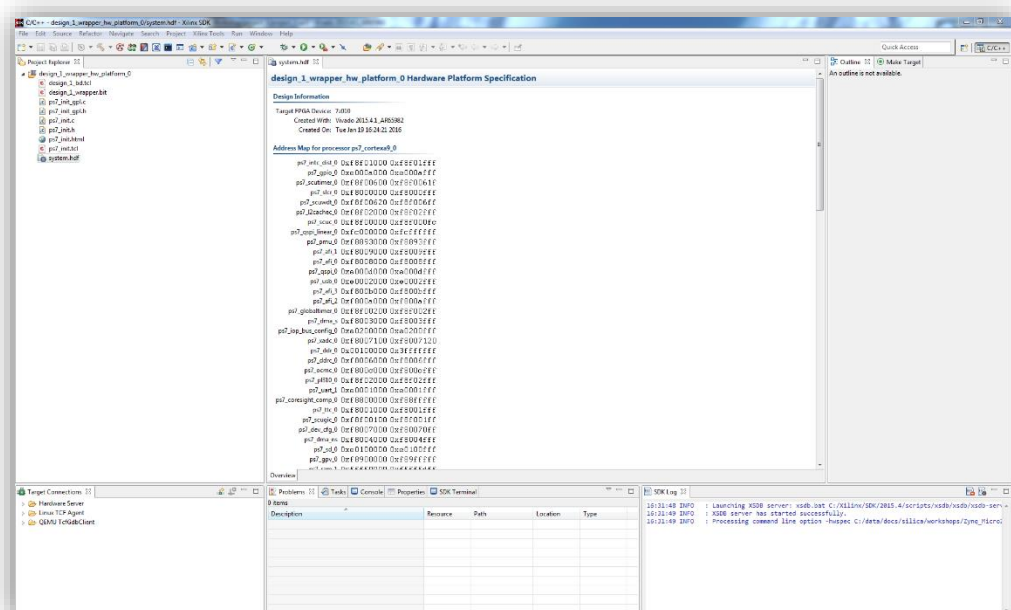 C/C++ - design_1_wrapper_hw_platform_0/system.hdf - Xilinx SDK
File Edit Source Refactor Navigate Search Project Xilinx Tools Run Window Help
Quick Access
C/C++
Project Explorer
design_1_wrapper_hw_platform_0
design_1_bd.tcl
design_1_wrapper.bit
ps7_init_gpl.c
ps7_init_gpl.h
ps7_init.c
ps7_init.h
ps7_init.html
ps7_init.tcl
system.hdf
system.hdf
design_1_wrapper_hw_platform_0 Hardware Platform Specification
Design Information
Target FPGA Device: 7z010
Created With: Vivado 2015.4.1_AR65982
Created On: Tue Jan 19 16:24:21 2016
Address Map for processor ps7_cortexa9_0
ps7_intc_dist_0 0xf8f01000 0xf8f01fff
ps7_gpio_0 0xe000a000 0xe000afff
ps7_scutimer_0 0xf8f00600 0xf8f0061f
ps7_slcr_0 0xf8000000 0xf8000fff
ps7_scuwdt_0 0xf8f00620 0xf8f006ff
ps7_l2cachec_0 0xf8f02000 0xf8f02fff
ps7_scuc_0 0xf8f00000 0xf8f000fc
ps7_qspi_linear_0 0xfc000000 0xfcffffff
ps7_pmu_0 0xf8893000 0xf8893fff
ps7_afi_1 0xf8009000 0xf8009fff
ps7_afi_0 0xf8008000 0xf8008fff
ps7_qspi_0 0xe000d000 0xe000dfff
ps7_usb_0 0xe0002000 0xe0002fff
ps7_afi_3 0xf800b000 0xf800bfff
ps7_afi_2 0xf800a000 0xf800afff
ps7_globaltimer_0 0xf8f00200 0xf8f002ff
ps7_dma_s 0xf8003000 0xf8003fff
ps7_iop_bus_config_0 0xe0200000 0xe0200fff
ps7_xadc_0 0xf8007100 0xf8007120
ps7_ddr_0 0x00100000 0x3fffffff
ps7_ddrc_0 0xf8006000 0xf8006fff
ps7_ocmc_0 0xf800c000 0xf800cfff
ps7_pl310_0 0xf8f02000 0xf8f02fff
ps7_uart_1 0xe0001000 0xe0001fff
ps7_coresight_comp_0 0xf8800000 0xf88fffff
ps7_ttc_0 0xf8001000 0xf8001fff
ps7_scugic_0 0xf8f00100 0xf8f001ff
ps7_dev_cfg_0 0xf8007000 0xf80070ff
ps7_dma_ns 0xf8004000 0xf8004fff
ps7_sd_0 0xe0100000 0xe0100fff
ps7_gpv_0 0xf8900000 0xf89fffff
Overview
Outline
Make Target
An outline is not available.
Target Connections
Hardware Server
Linux TCF Agent
QEMU TcfGdbClient
Problems Tasks Console Properties SDK Terminal
0 items
Description Resource Path Location Type
SDK Log
16:31:48 INFO : Launching XSDB server: xsdb.bat C:/Xilinx/SDK/2015.4/scripts/xsdb/xsdb/xsdb-serv
16:31:49 INFO : XSDB server has started successfully.
16:31:49 INFO : Processing command line option -hwspec C:/data/docs/silica/workshops/Zynq_Micro